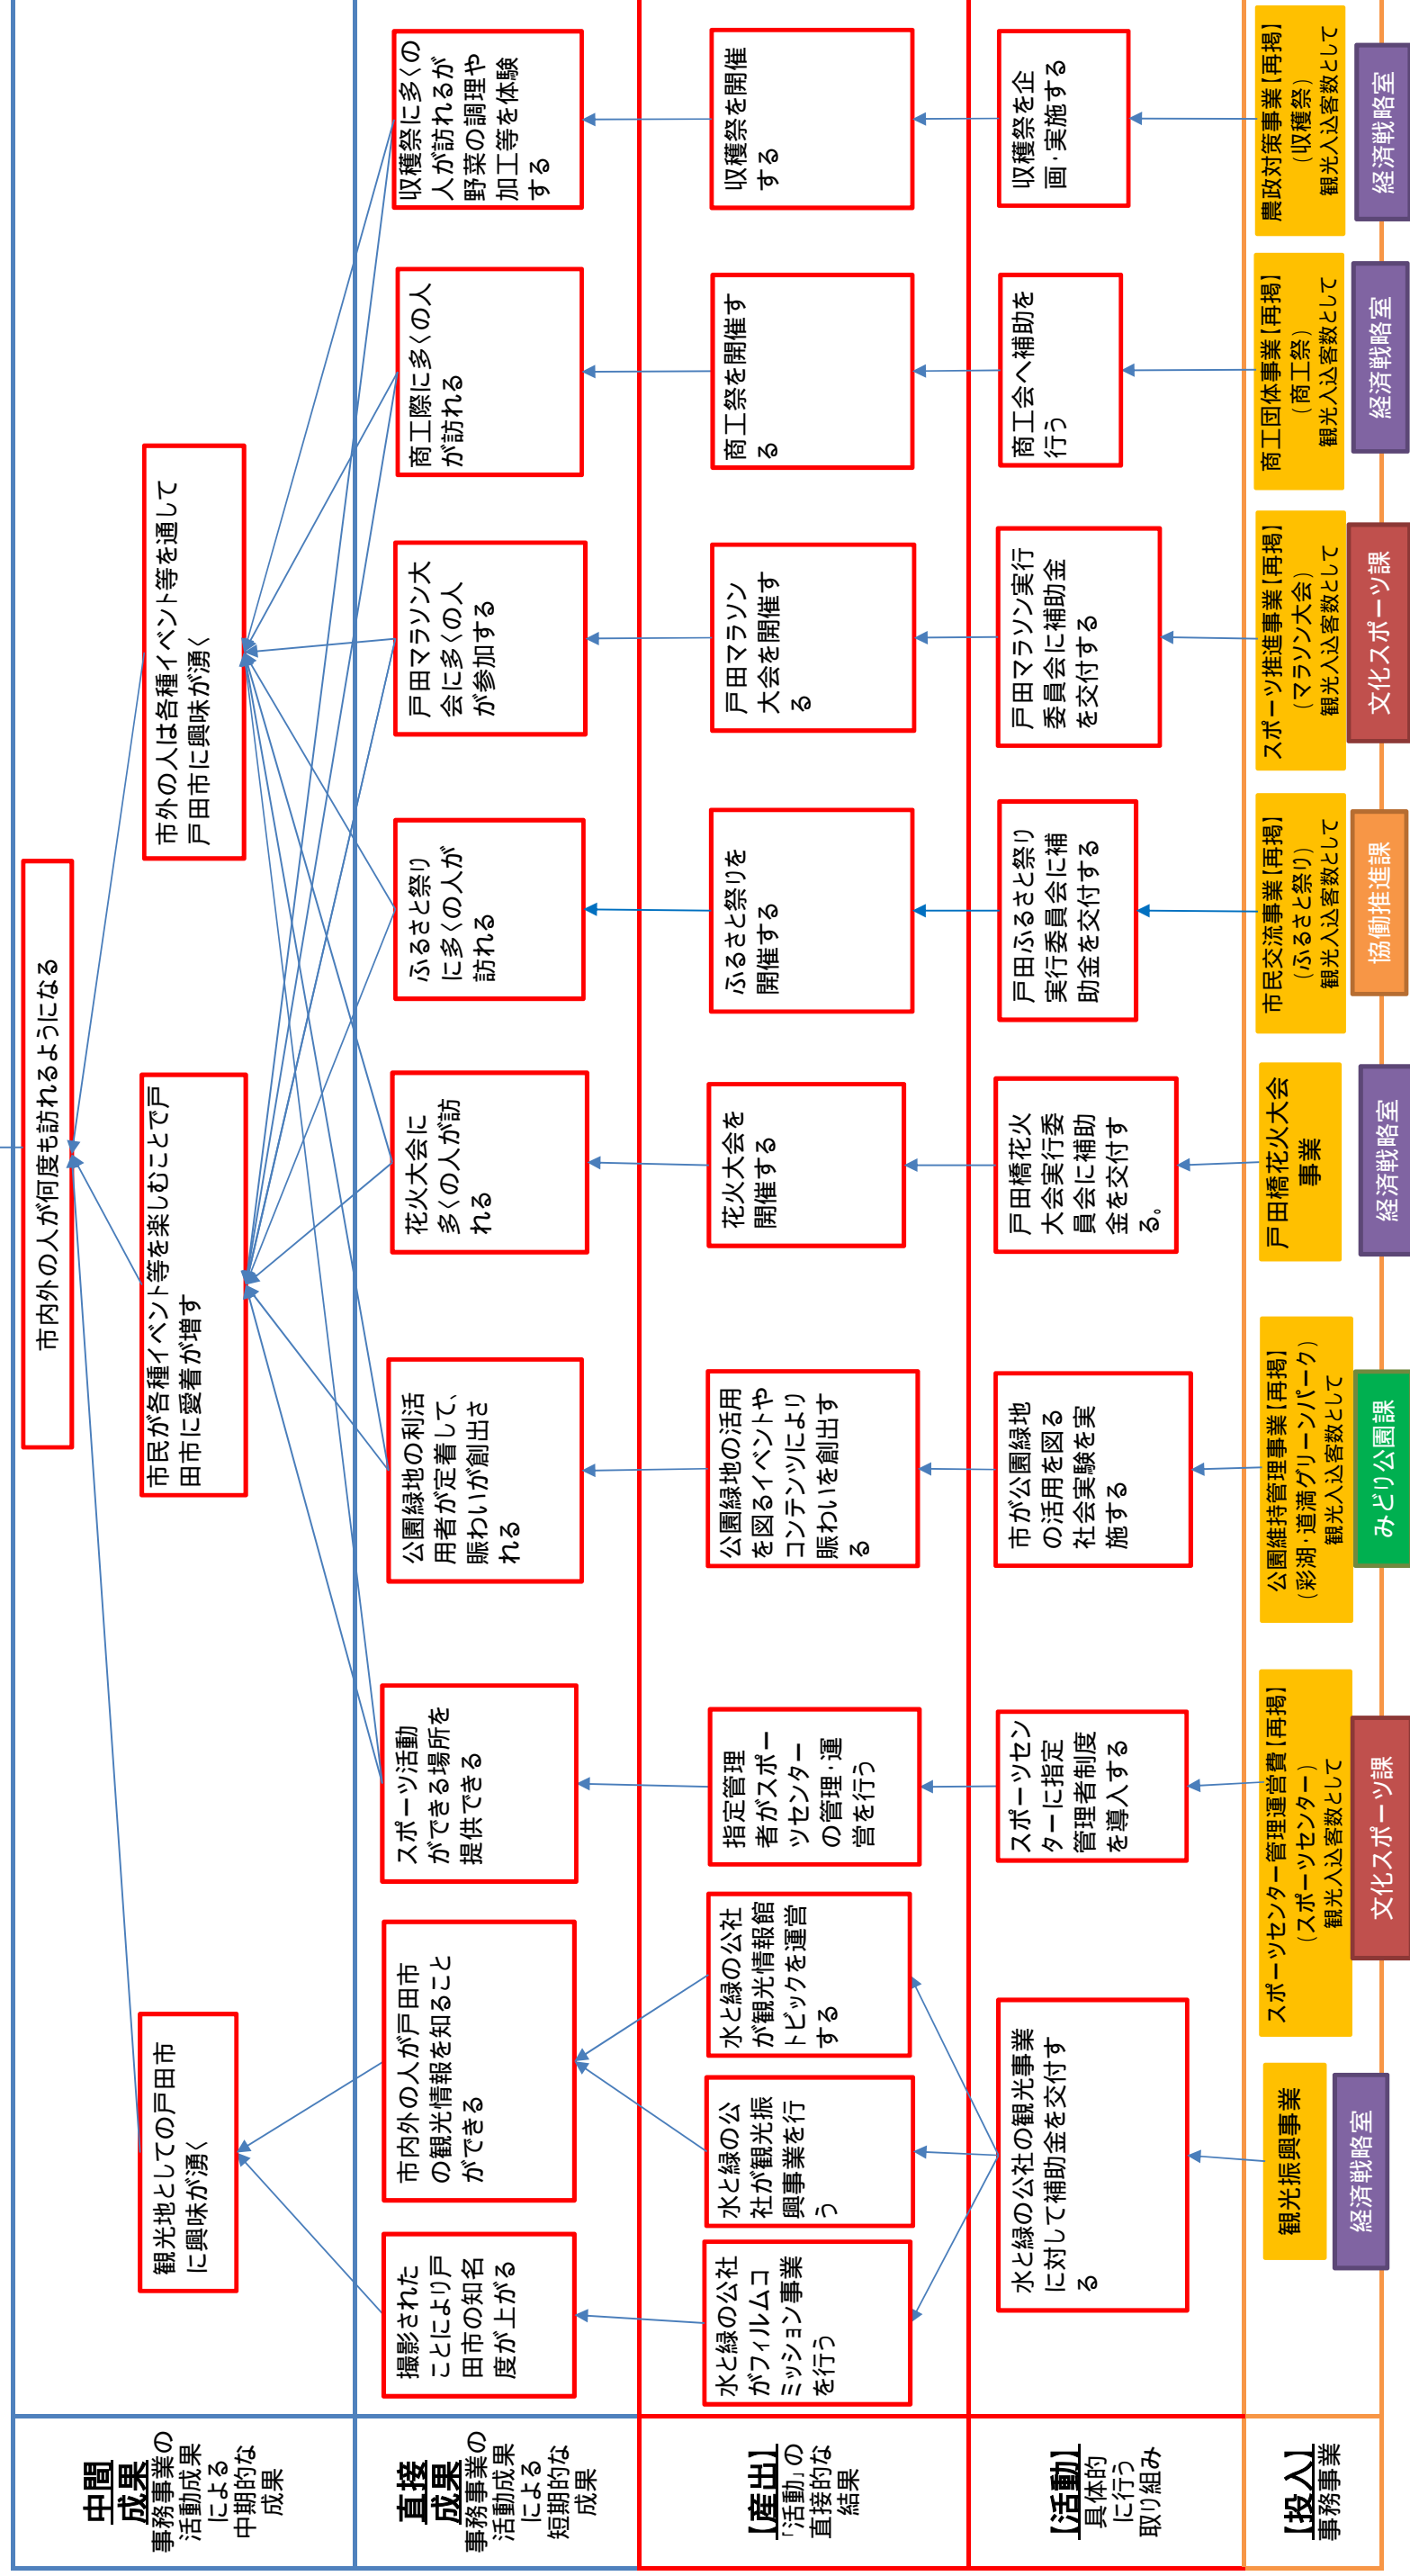 市内外の人が何度も訪れるようになる
中間
成果
事務事業の
活動成果
による
中期的な
成果
観光地としての戸田市
に興味が湧く
市民が各種イベント等を楽しむことで戸
田市に愛着が増す
市外の人は各種イベント等を通して
戸田市に興味が湧く
直接
成果
事務事業の
活動成果
による
短期的な
成果
撮影された
ことにより戸
田市の知名
度が上がる
市内外の人が戸田市
の観光情報を知ること
ができる
スポーツ活動
ができる場所を
提供できる
公園緑地の利活
用者が定着して、
賑わいが創出さ
れる
花火大会に
多くの人が訪
れる
ふるさと祭り
に多くの人が
訪れる
戸田マラソン大
会に多くの人
が参加する
商工際に多くの人
が訪れる
収穫祭に多くの
人が訪れるが
野菜の調理や
加工等を体験
する
【産出】
「活動」の
直接的な
結果
水と緑の公社
がフィルムコ
ミッション事業
を行う
水と緑の公
社が観光振
興事業を行
う
水と緑の公社
が観光情報館
トビックを運営
する
指定管理
者がスポー
ツセンター
の管理・運
営を行う
公園緑地の活用
を図るイベントや
コンテンツにより
賑わいを創出す
る
花火大会を
開催する
ふるさと祭りを
開催する
戸田マラソン
大会を開催す
る
商工祭を開催す
る
収穫祭を開催
する
【活動】
具体的
に行う
取り組み
水と緑の公社の観光事業
に対して補助金を交付す
る
スポーツセン
ターに指定
管理者制度
を導入する
市が公園緑地
の活用を図る
社会実験を実
施する
戸田橋花火
大会実行委
員会に補助
金を交付す
る。
戸田ふるさと祭り
実行委員会に補
助金を交付する
戸田マラソン実行
委員会に補助金
を交付する
商工会へ補助を
行う
収穫祭を企
画・実施する
【投入】
事務事業
観光振興事業
経済戦略室
スポーツセンター管理運営費【再掲】
（スポーツセンター）
観光入込客数として
文化スポーツ課
公園維持管理事業【再掲】
（彩湖・道満グリーンパーク）
観光入込客数として
みどり公園課
戸田橋花火大会
事業
経済戦略室
市民交流事業【再掲】
（ふるさと祭り）
観光入込客数として
協働推進課
スポーツ推進事業【再掲】
（マラソン大会）
観光入込客数として
文化スポーツ課
商工団体事業【再掲】
（商工祭）
観光入込客数として
経済戦略室
農政対策事業【再掲】
（収穫祭）
観光入込客数として
経済戦略室